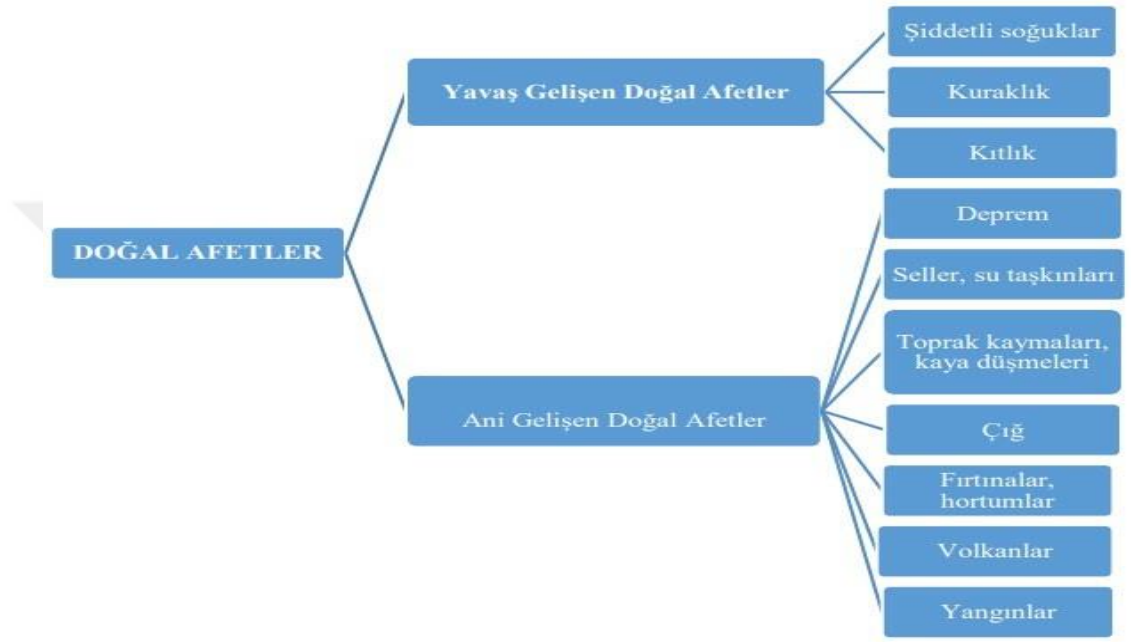 DOĞAL AFETLER
Yavaş Gelişen Doğal Afetler
Şiddetli soğuklar
Kuraklık
Kıtlık
Ani Gelişen Doğal Afetler
Deprem
Seller, su taşkınları
Toprak kaymaları,
kaya düşmeleri
Çığ
Fırtınalar,
hortumlar
Volkanlar
Yangınlar